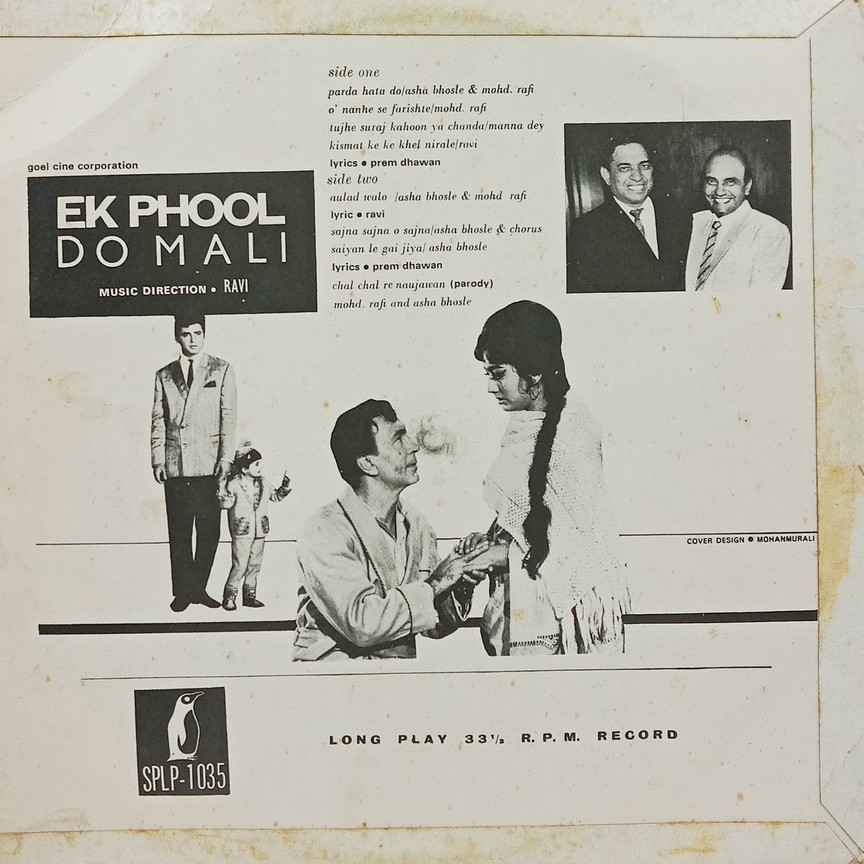 side one
parda hata do/asha bhosle & mohd. rafi
o' nanhe se farishte/mohd. rafi
tujhe suraj kahoon ya chanda/manna dey
kismat ke ke khel nirale/ravi
lyrics • prem dhawan
side two
aulad walo /asha bhosle & mohd rafi
lyric • ravi
sajna sajna o sajna/asha bhosle & chorus
saiyan le gai jiya/ asha bhosle
lyrics • prem dhawan
chal chal re naujawan (parody)
mohd. rafi and asha bhosle
goel cine corporation
EK PHOOL
DO MALI
MUSIC DIRECTION • RAVI
COVER DESIGN • MOHANMURALI
SPLP-1035
LONG PLAY 33⅓ R.P.M. RECORD